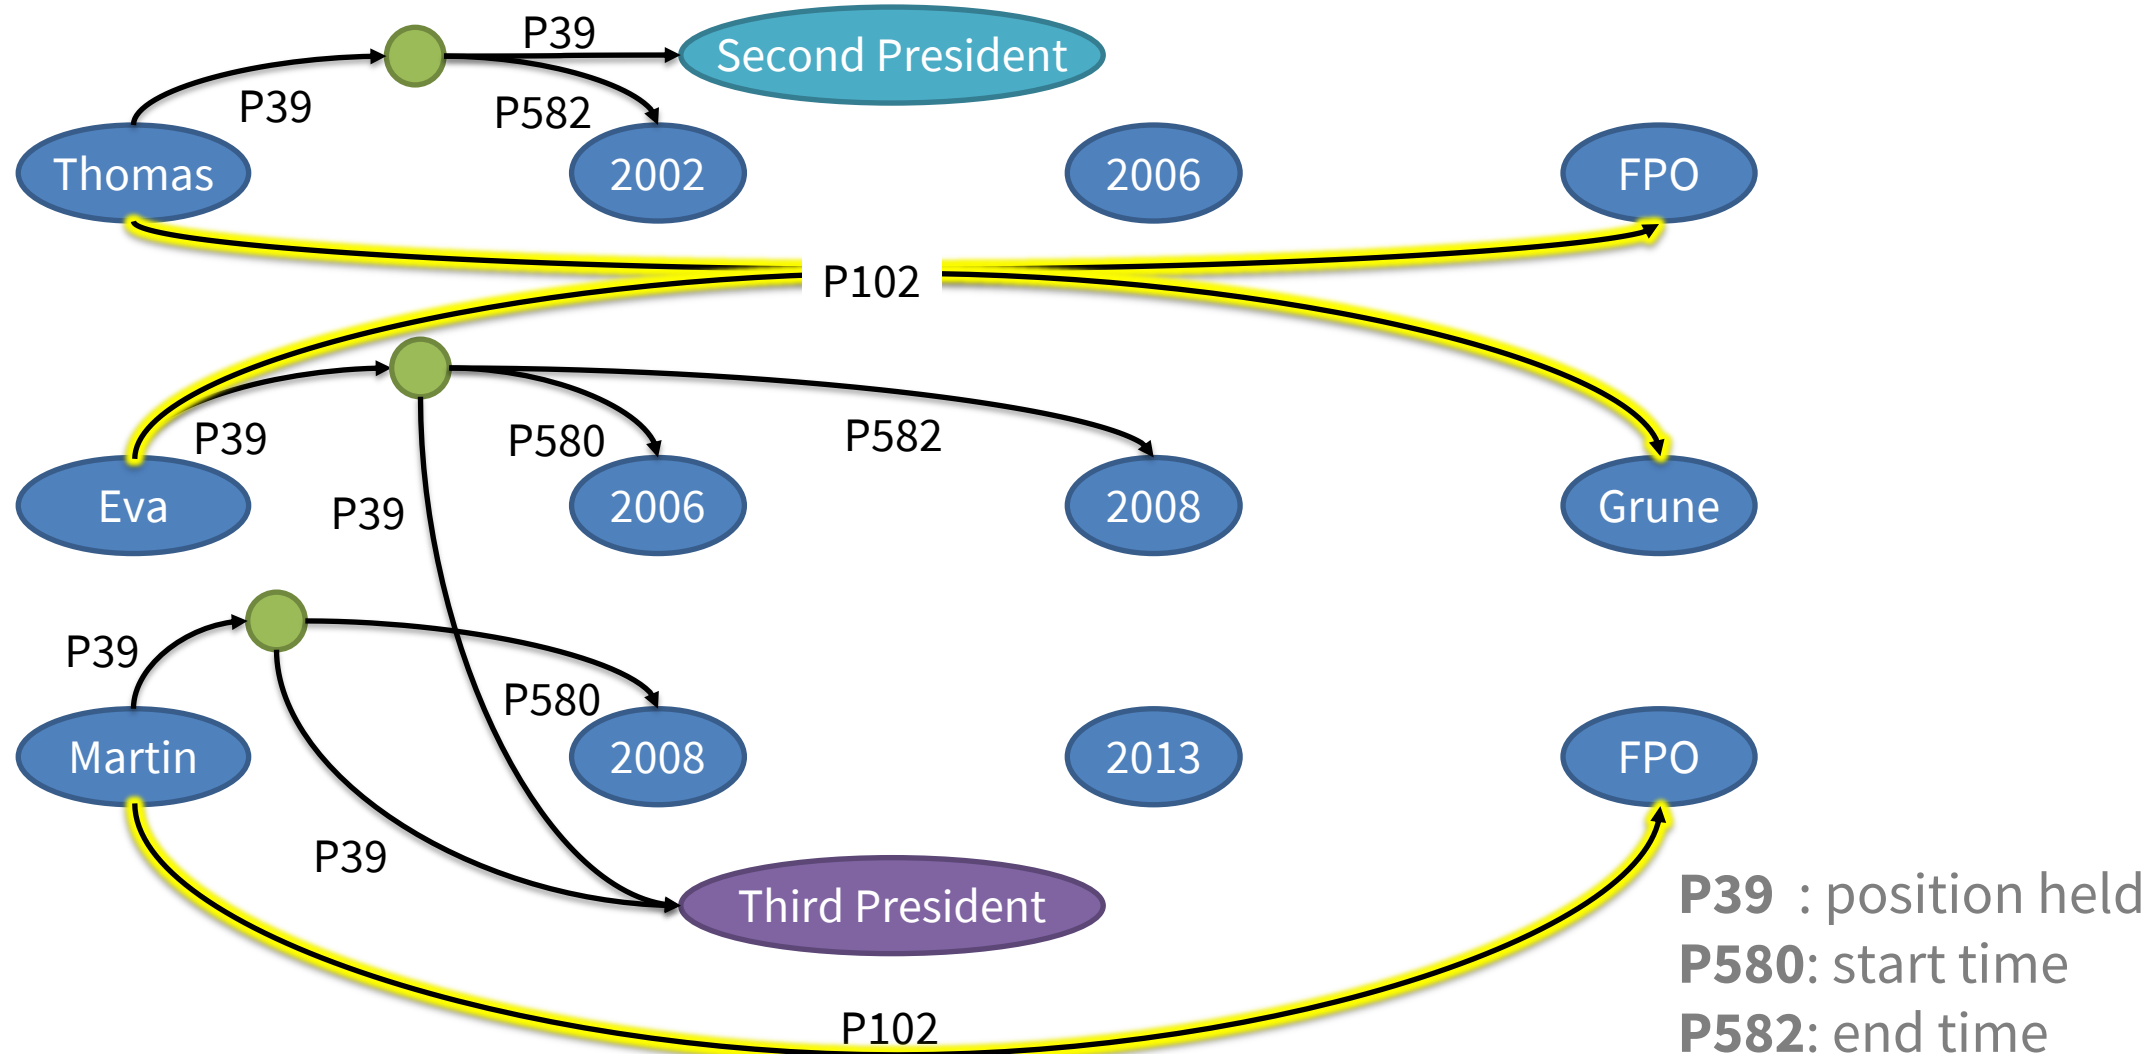 P39
Second President
P39
P582
Thomas
2002
2006
FPO
P102
P39
P580
P582
Eva
2006
2008
Grune
P39
P39
P580
Martin
2008
2013
FPO
P39
Third President
P39 : position held
P580: start time
P102
P582: end time